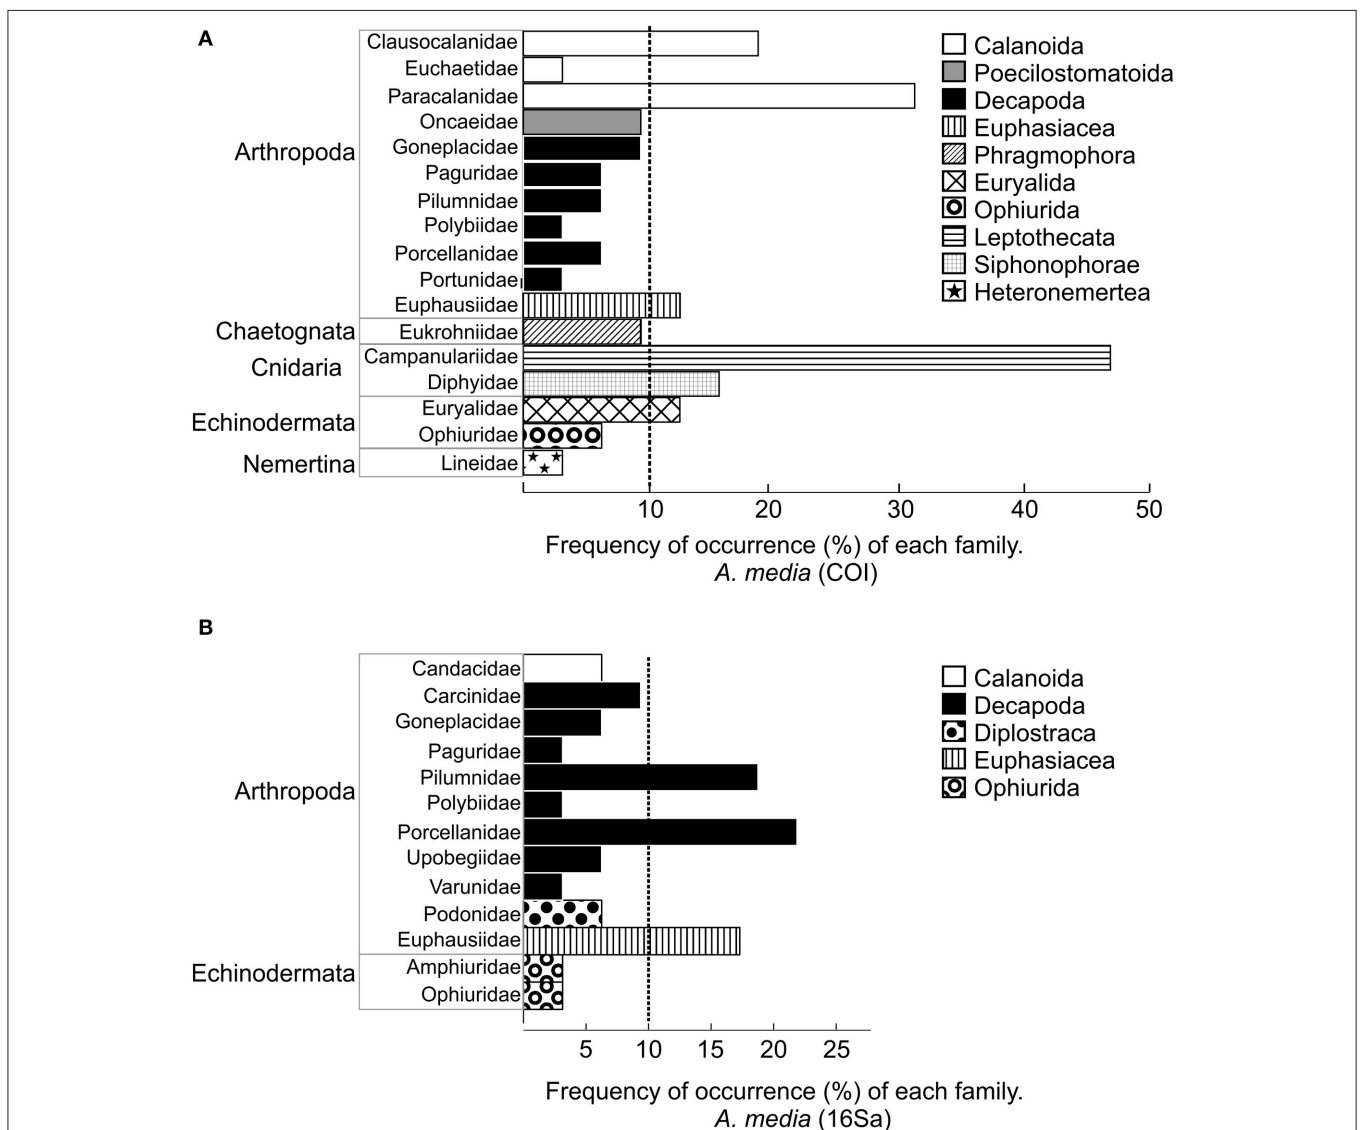 A
Clausocalanidae
Euchaetidae
Paracalanidae
Oncaeidae
Goneplacidae
Paguridae
Pilumnidae
Polybiidae
Porcellanidae
Portunidae
Euphausiidae
Eukrohniidae
Campanulariidae
Diphyidae
Euryalidae
Ophiuridae
Lineidae
Arthropoda
Chaetognata
Cnidaria
Echinodermata
Nemertina
Calanoida
Poecilostomatoida
Decapoda
Euphasiacea
Phragmophora
Euryalida
Ophiurida
Leptothecata
Siphonophorae
Heteronemertea
10 20 30 40 50
Frequency of occurrence (%) of each family.
A. media (COI)
B
Candacidae
Carcinidae
Goneplacidae
Paguridae
Pilumnidae
Polybiidae
Porcellanidae
Upobegiidae
Varunidae
Podonidae
Euphausiidae
Amphiuridae
Ophiuridae
Arthropoda
Echinodermata
Calanoida
Decapoda
Diplostraca
Euphasiacea
Ophiurida
5 10 15 20 25
Frequency of occurrence (%) of each family.
A. media (16Sa)